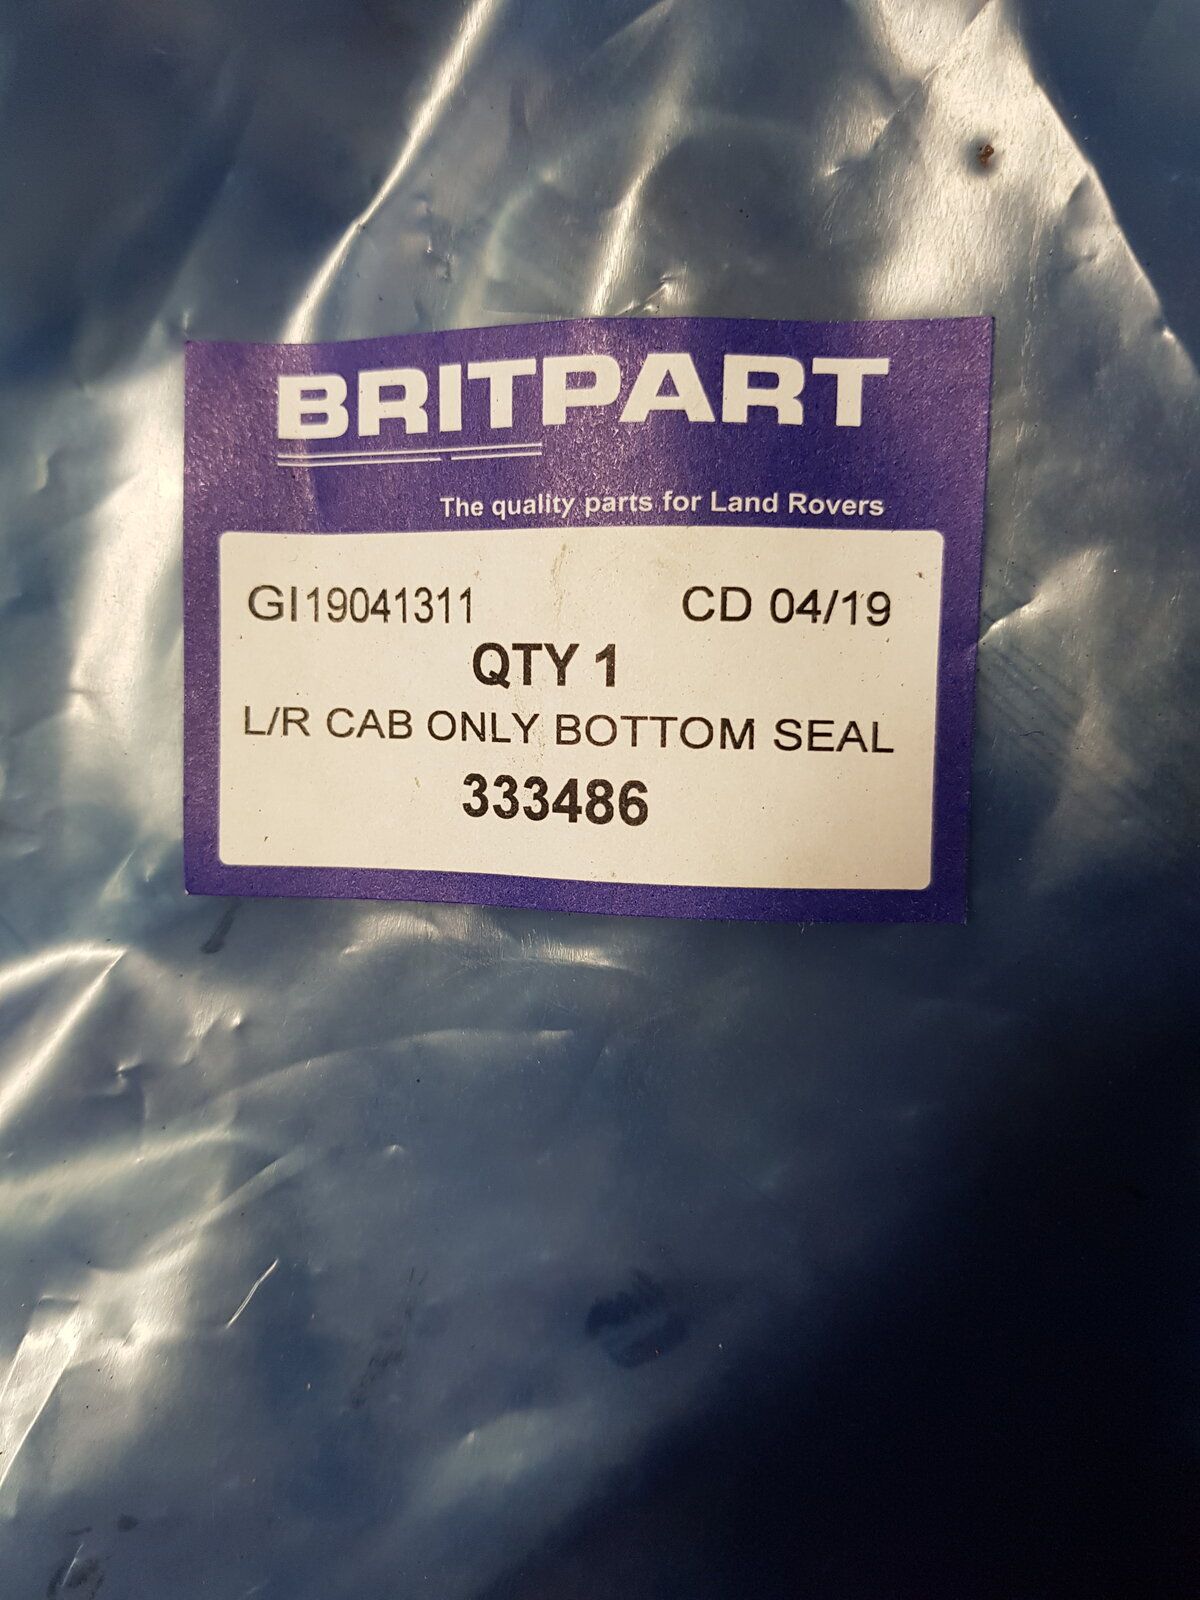 BRITPART
The quality parts for Land Rovers
GI19041311 CD 04/19
QTY 1
L/R CAB ONLY BOTTOM SEAL
333486